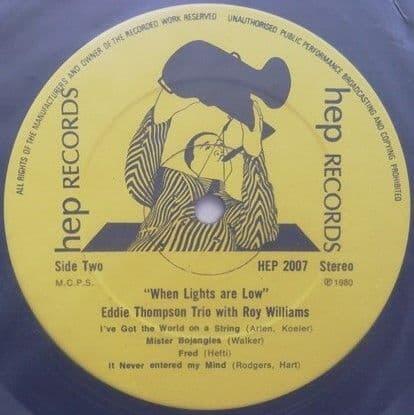 ALL RIGHTS OF THE MANUFACTURERS AND OWNER OF THE RECORDED WORK RESERVED
UNAUTHORISED PUBLIC PERFORMANCE BROADCASTING AND COPYING PROHIBITED
hep RECORDS
hep RECORDS
Side Two HEP 2007 Stereo
M.C.P.S. ℗ 1980
"When Lights are Low"
Eddie Thompson Trio with Roy Williams
I've Got the World on a String (Arlen, Koeler)
Mister Bojangles (Walker)
Fred (Hefti)
It Never entered my Mind (Rodgers, Hart)